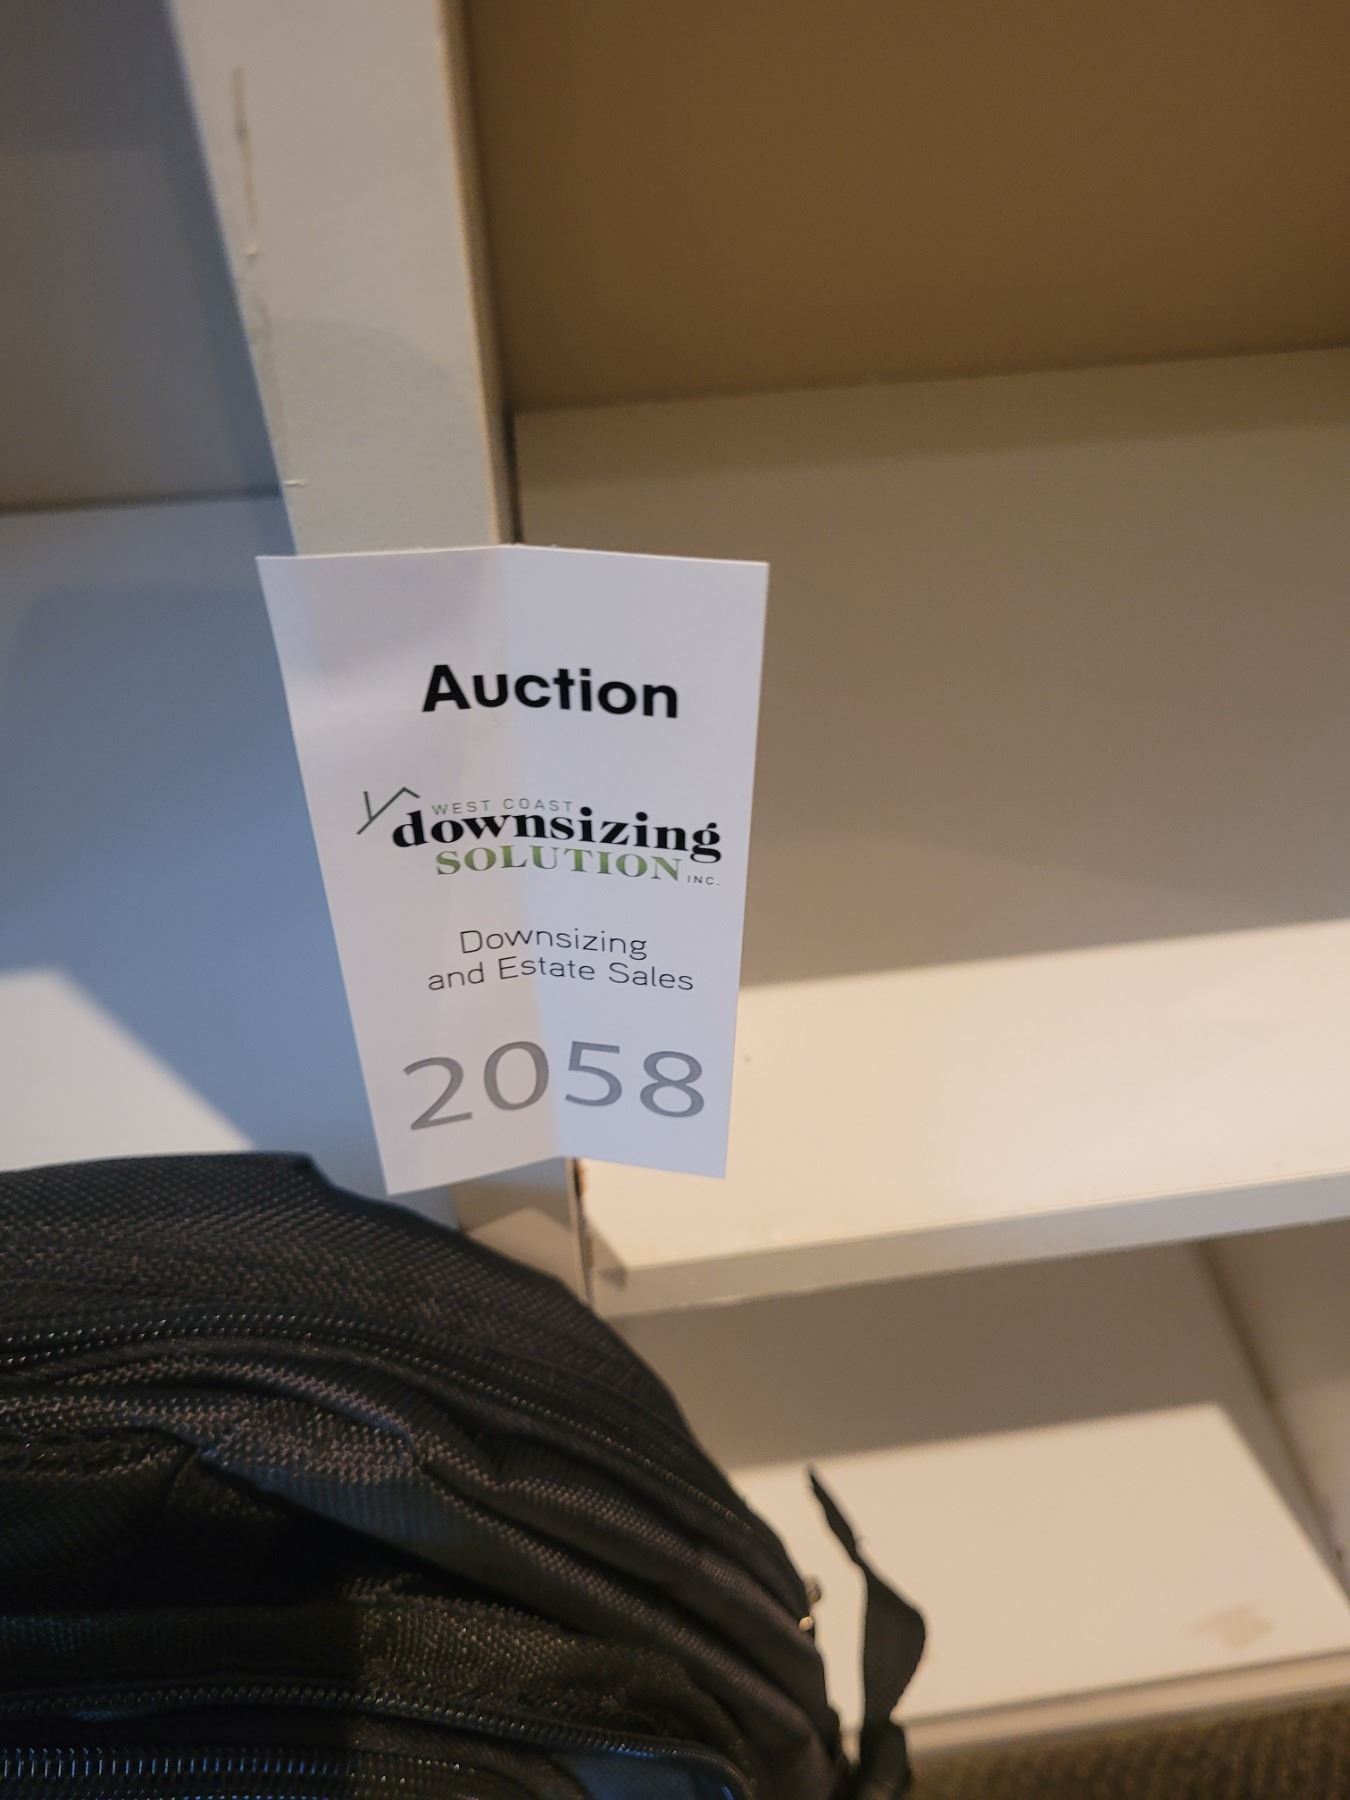 Auction
WEST COAST
downsizing
SOLUTION INC.
Downsizing
and Estate Sales
2058